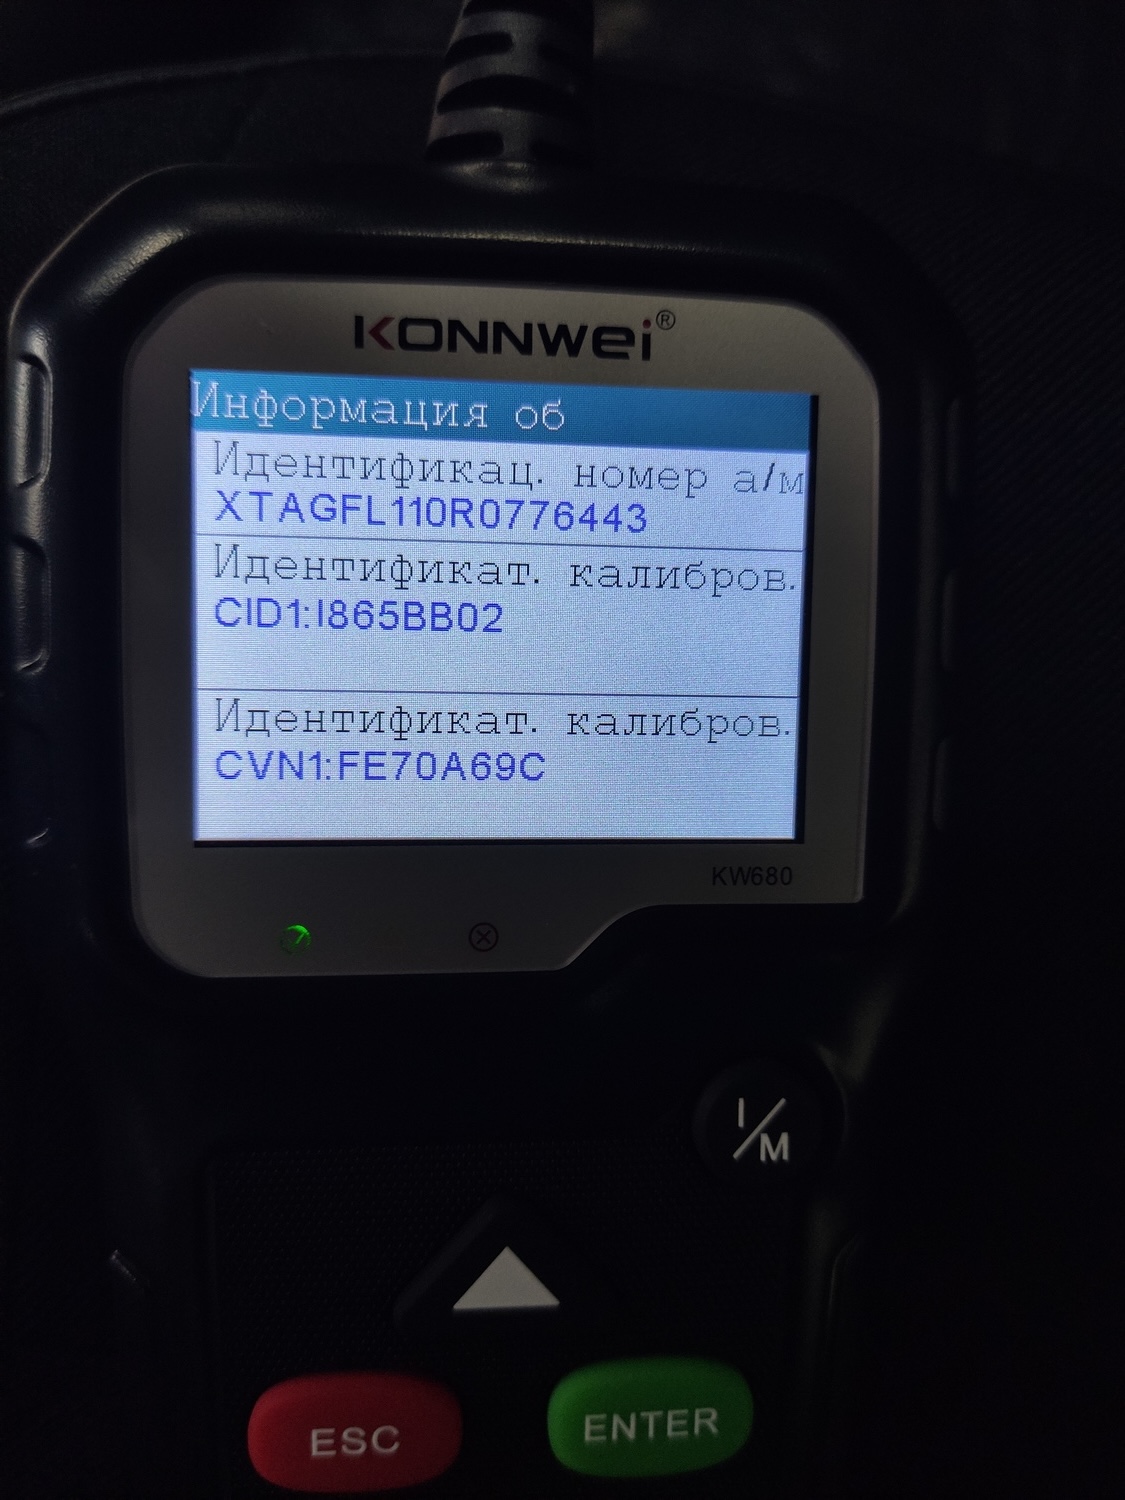 KONNWEi®
Информация об
Идентификац. номер а/м
XTAGFL110R0776443
Идентификат. калибров.
CID1:I865BB02
Идентификат. калибров.
CVN1:FE70A69C
KW680
I/M
ESC
ENTER